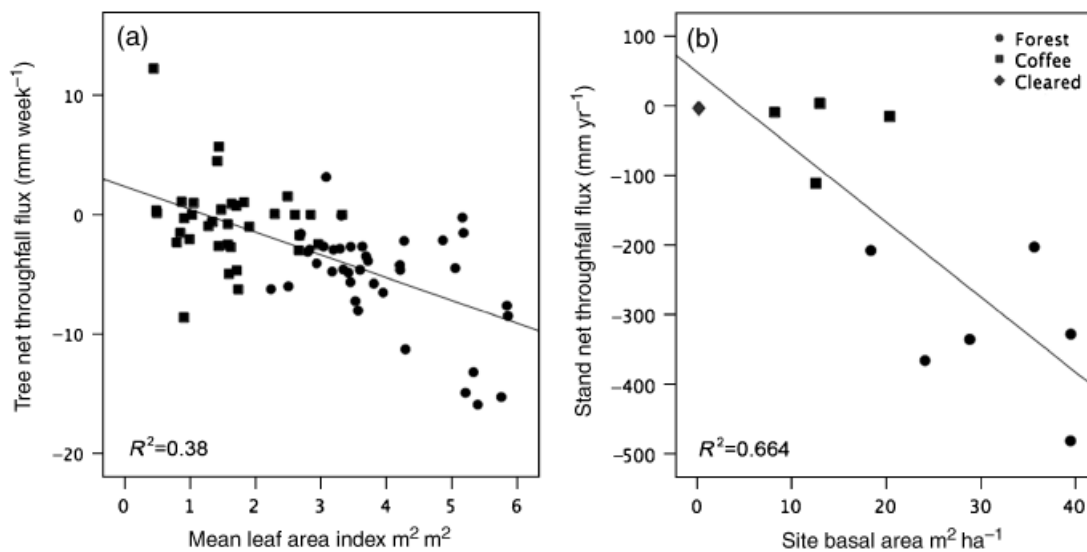 (a)
Tree net throughfall flux (mm week⁻¹)
10
0
−10
−20
R²=0.38
0 1 2 3 4 5 6
Mean leaf area index m² m²
(b)
Forest
Coffee
Cleared
Stand net throughfall flux (mm yr⁻¹)
100
0
−100
−200
−300
−400
−500
R²=0.664
0 10 20 30 40
Site basal area m² ha⁻¹